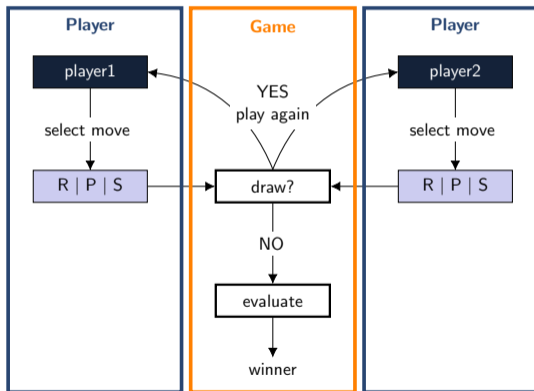 Player
Game
Player
player1
player2
YES
play again
select move
select move
R | P | S
draw?
R | P | S
NO
evaluate
winner